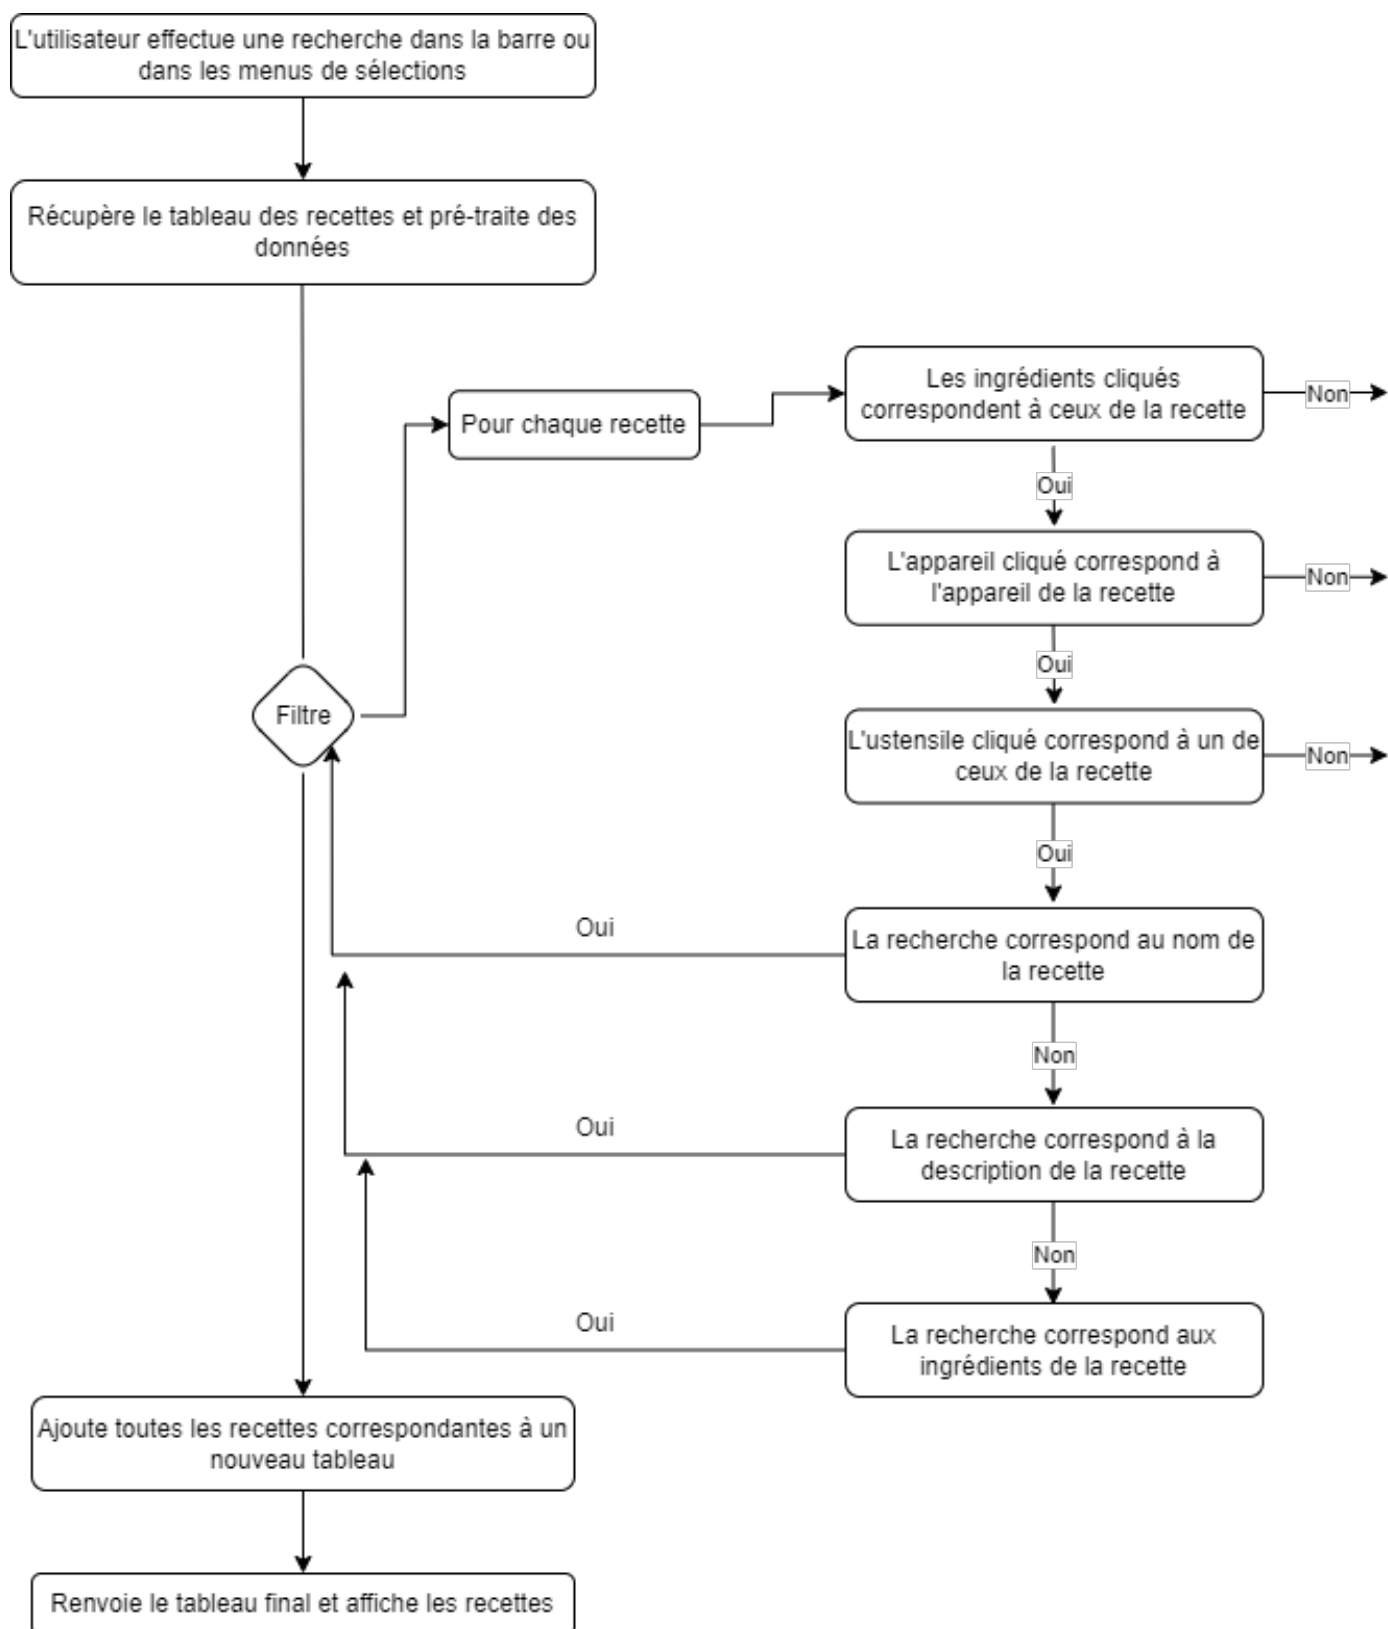 L'utilisateur effectue une recherche dans la barre ou
dans les menus de sélections
Récupère le tableau des recettes et pré-traite des
données
Pour chaque recette
Les ingrédients cliqués
correspondent à ceux de la recette
Non
Oui
L'appareil cliqué correspond à
l'appareil de la recette
Non
Oui
Filtre
L'ustensile cliqué correspond à un de
ceux de la recette
Non
Oui
Oui
La recherche correspond au nom de
la recette
Non
Oui
La recherche correspond à la
description de la recette
Non
Oui
La recherche correspond aux
ingrédients de la recette
Ajoute toutes les recettes correspondantes à un
nouveau tableau
Renvoie le tableau final et affiche les recettes